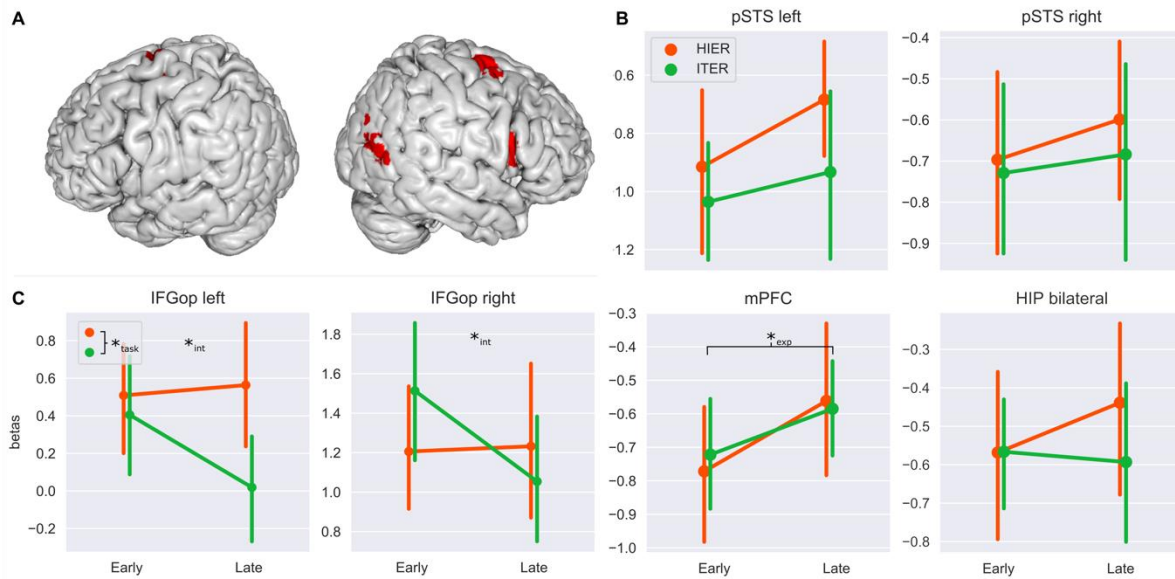 A
B
pSTS left
pSTS right
HIER
ITER
0.6
0.8
1.0
1.2
−0.4
−0.5
−0.6
−0.7
−0.8
−0.9
C
IFGop left
IFGop right
mPFC
HIP bilateral
betas
0.8
0.6
0.4
0.2
0.0
−0.2
*task
*int
Early
Late
1.8
1.6
1.4
1.2
1.0
0.8
*int
Early
Late
−0.3
−0.4
−0.5
−0.6
−0.7
−0.8
−0.9
−1.0
*exp
Early
Late
−0.3
−0.4
−0.5
−0.6
−0.7
−0.8
Early
Late